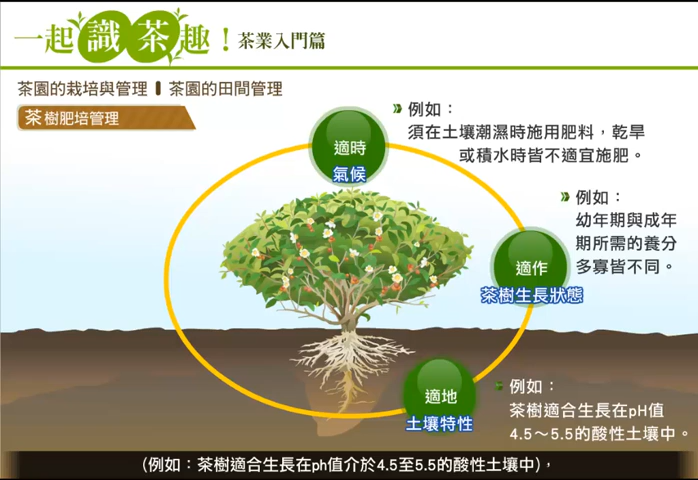 一起識茶趣！茶業入門篇
茶園的栽培與管理 ▌茶園的田間管理
茶樹肥培管理
適時
氣候
例如：
須在土壤潮濕時施用肥料，乾旱
或積水時皆不適宜施肥。
適作
茶樹生長狀態
例如：
幼年期與成年
期所需的養分
多寡皆不同。
適地
土壤特性
例如：
茶樹適合生長在pH值
4.5～5.5的酸性土壤中。
(例如：茶樹適合生長在ph值介於4.5至5.5的酸性土壤中)，